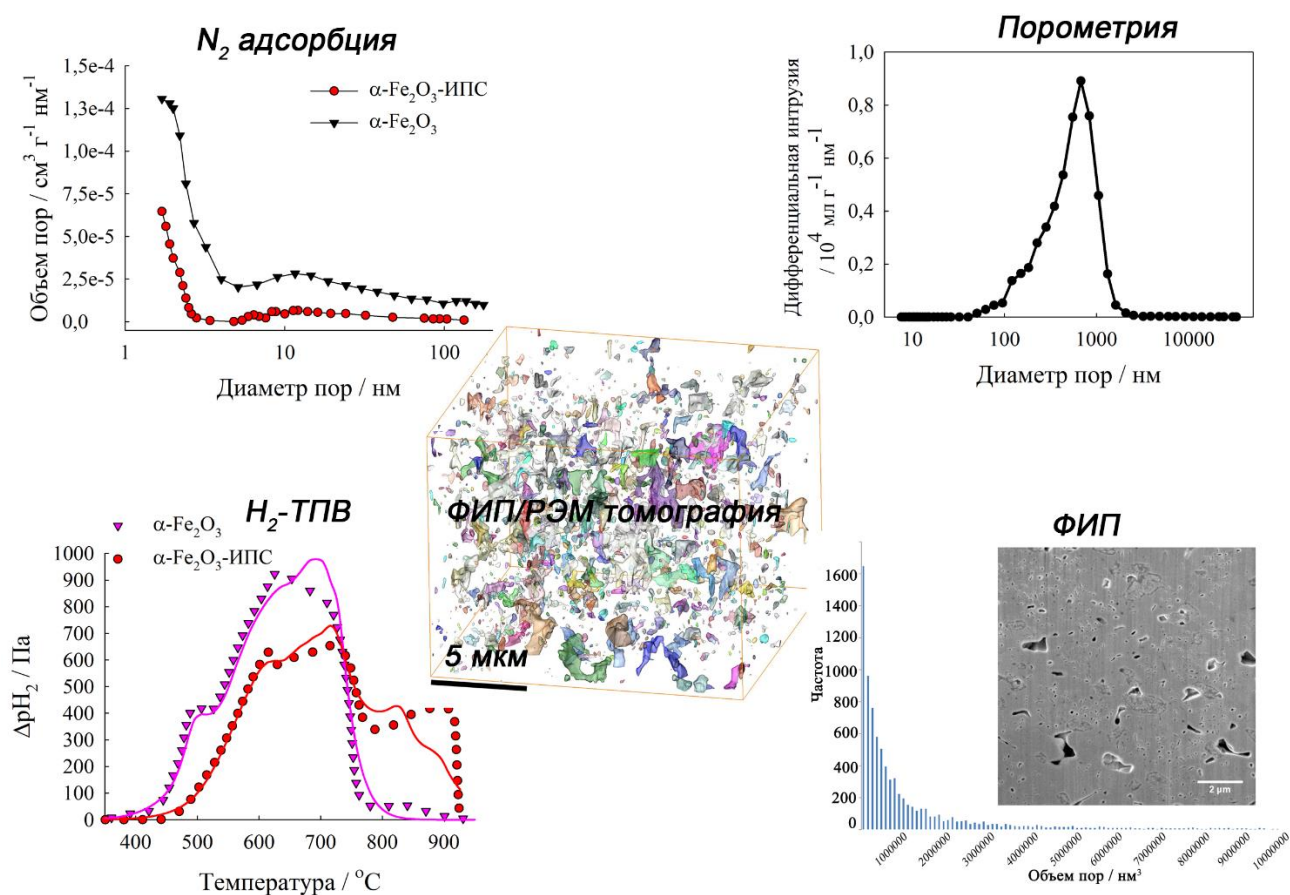 N₂ адсорбция
1,5e-4
1,3e-4
1,0e-4
7,5e-5
5,0e-5
2,5e-5
0,0
Объем пор / см³ г⁻¹ нм⁻¹
α-Fe₂O₃-ИПС
α-Fe₂O₃
1 10 100
Диаметр пор / нм
Порометрия
1,0
0,8
0,6
0,4
0,2
0,0
Дифференциальная интрузия
/ 10⁴ мл г⁻¹ нм⁻¹
10 100 1000 10000
Диаметр пор / нм
ФИП/РЭМ томография
5 мкм
H₂-ТПВ
α-Fe₂O₃
α-Fe₂O₃-ИПС
1000
900
800
700
600
500
400
300
200
100
0
ΔpH₂ / Па
400 500 600 700 800 900
Температура / °C
ФИП
1600
1400
1200
1000
800
600
400
200
0
Частота
2 μm
1000000 2000000 3000000 4000000 5000000 6000000 7000000 8000000 9000000 10000000
Объем пор / нм³